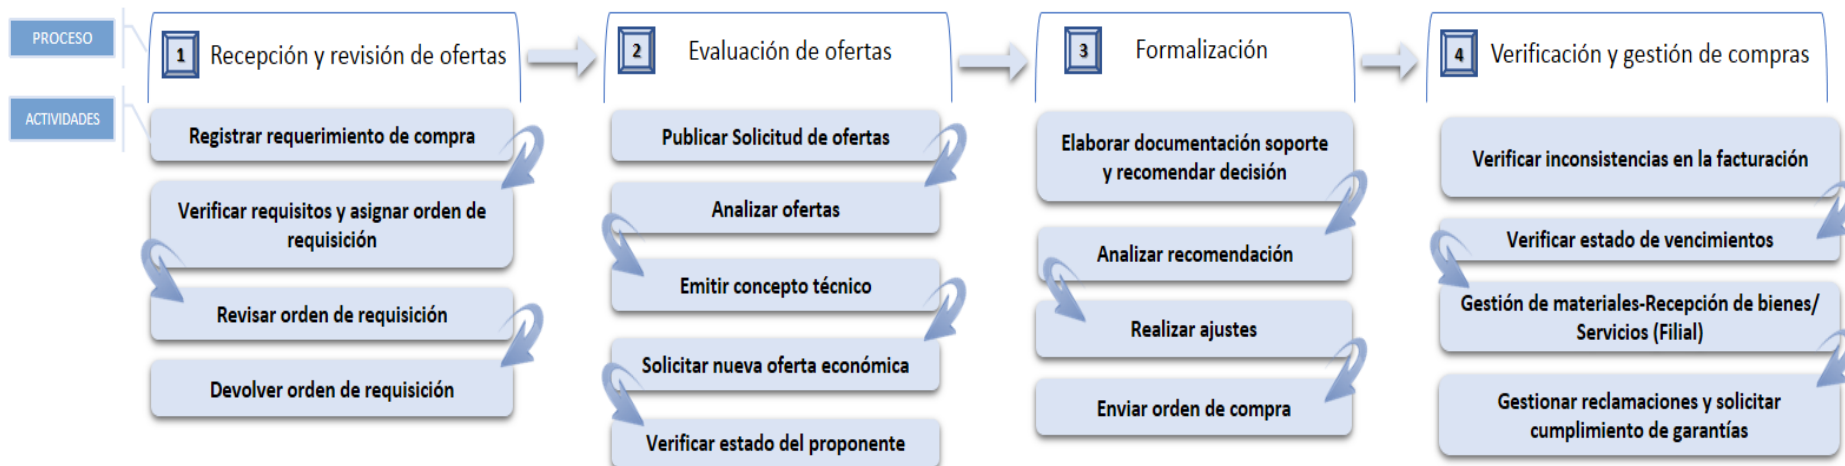 PROCESO
ACTIVIDADES
1
Recepción y revisión de ofertas
Registrar requerimiento de compra
Verificar requisitos y asignar orden de
requisición
Revisar orden de requisición
Devolver orden de requisición
2
Evaluación de ofertas
Publicar Solicitud de ofertas
Analizar ofertas
Emitir concepto técnico
Solicitar nueva oferta económica
Verificar estado del proponente
3
Formalización
Elaborar documentación soporte
y recomendar decisión
Analizar recomendación
Realizar ajustes
Enviar orden de compra
4
Verificación y gestión de compras
Verificar inconsistencias en la facturación
Verificar estado de vencimientos
Gestión de materiales-Recepción de bienes/
Servicios (Filial)
Gestionar reclamaciones y solicitar
cumplimiento de garantías